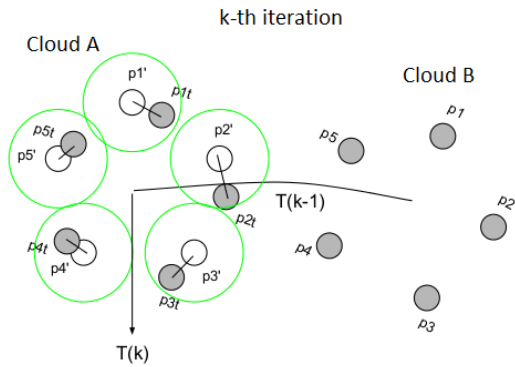 k-th iteration
Cloud A
Cloud B
p1'
p1t
p5t
p5'
p2'
p2t
p5
p1
T(k-1)
p2
p4t
p4'
p3'
p3t
p4
p3
T(k)